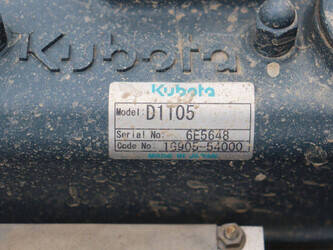 Kubota
Kubota
Model: D1105
Serial No: 6E5648
Code No. 16905-54000
MADE IN JAPAN